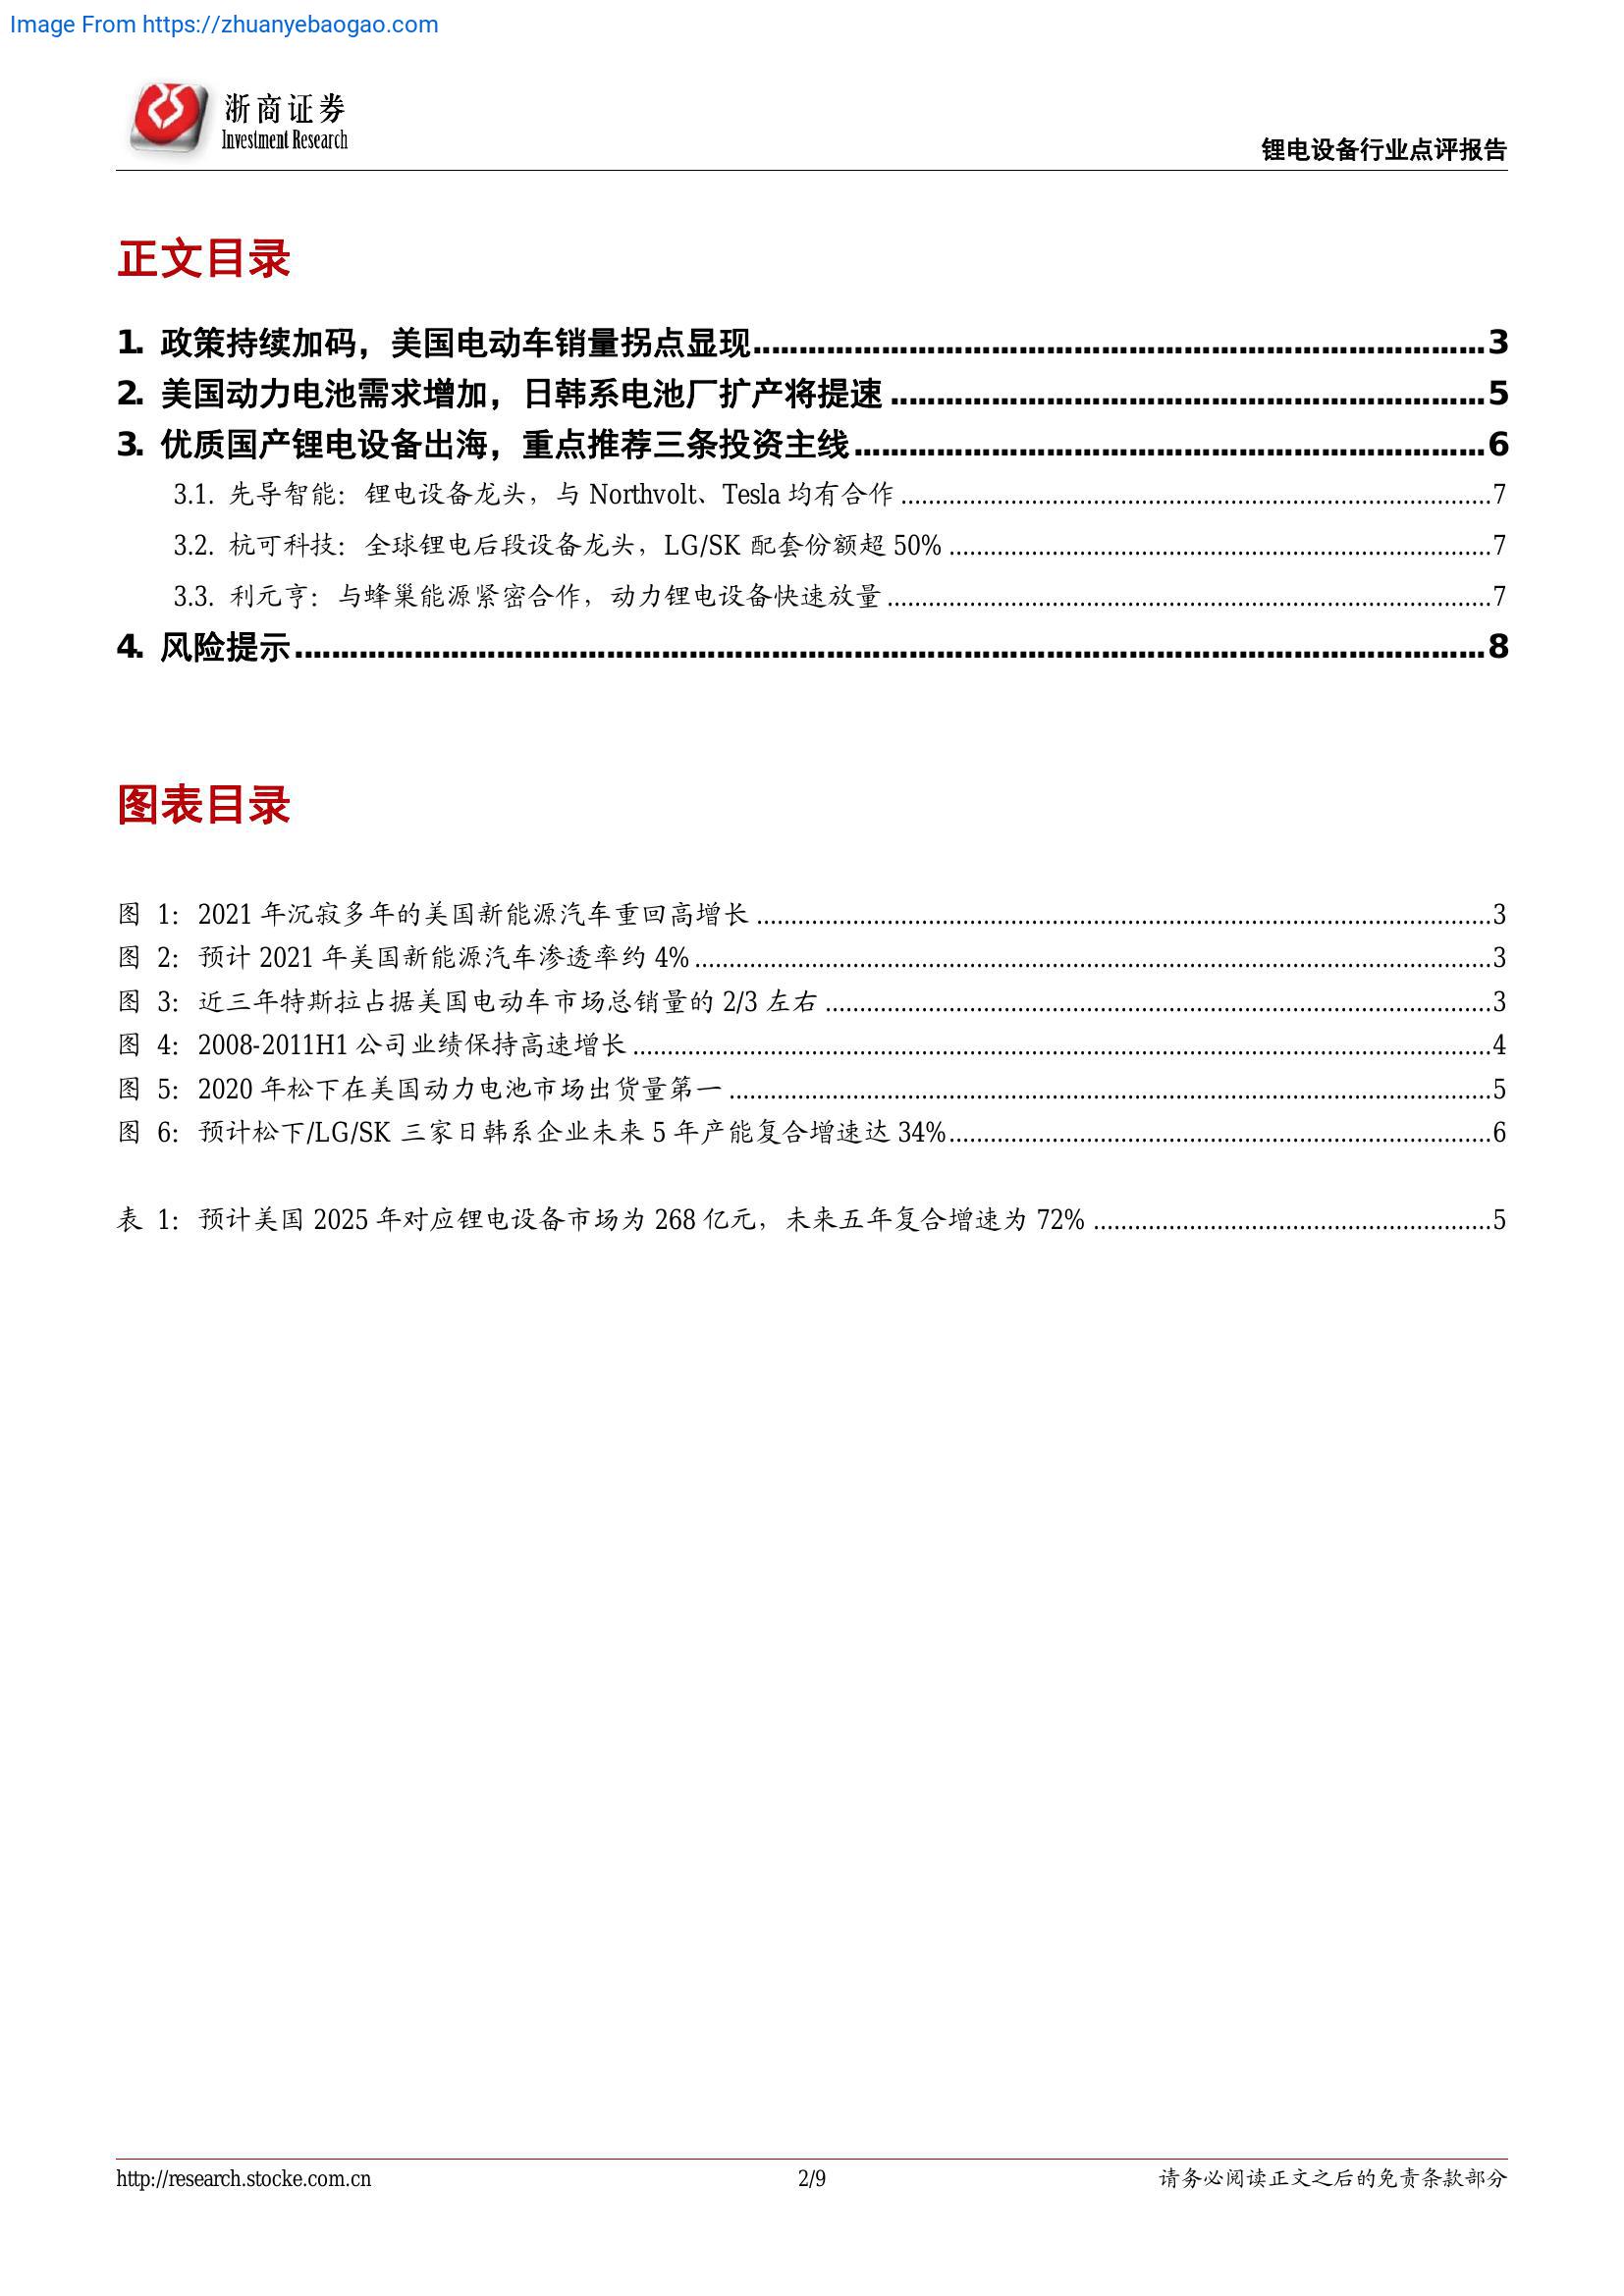 Image From https://zhuanyebaogao.com
浙商证券
Investment Research
锂电设备行业点评报告
正文目录
1. 政策持续加码，美国电动车销量拐点显现................3
2. 美国动力电池需求增加，日韩系电池厂扩产将提速................5
3. 优质国产锂电设备出海，重点推荐三条投资主线................6
3.1. 先导智能：锂电设备龙头，与 Northvolt、Tesla 均有合作................7
3.2. 杭可科技：全球锂电后段设备龙头，LG/SK 配套份额超 50%................7
3.3. 利元亨：与蜂巢能源紧密合作，动力锂电设备快速放量................7
4. 风险提示................8
图表目录
图 1：2021 年沉寂多年的美国新能源汽车重回高增长................3
图 2：预计 2021 年美国新能源汽车渗透率约 4%................3
图 3：近三年特斯拉占据美国电动车市场总销量的 2/3 左右................3
图 4：2008-2011H1 公司业绩保持高速增长................4
图 5：2020 年松下在美国动力电池市场出货量第一................5
图 6：预计松下/LG/SK 三家日韩系企业未来 5 年产能复合增速达 34%................6
表 1：预计美国 2025 年对应锂电设备市场为 268 亿元，未来五年复合增速为 72%................5
http://research.stocke.com.cn
2/9
请务必阅读正文之后的免责条款部分